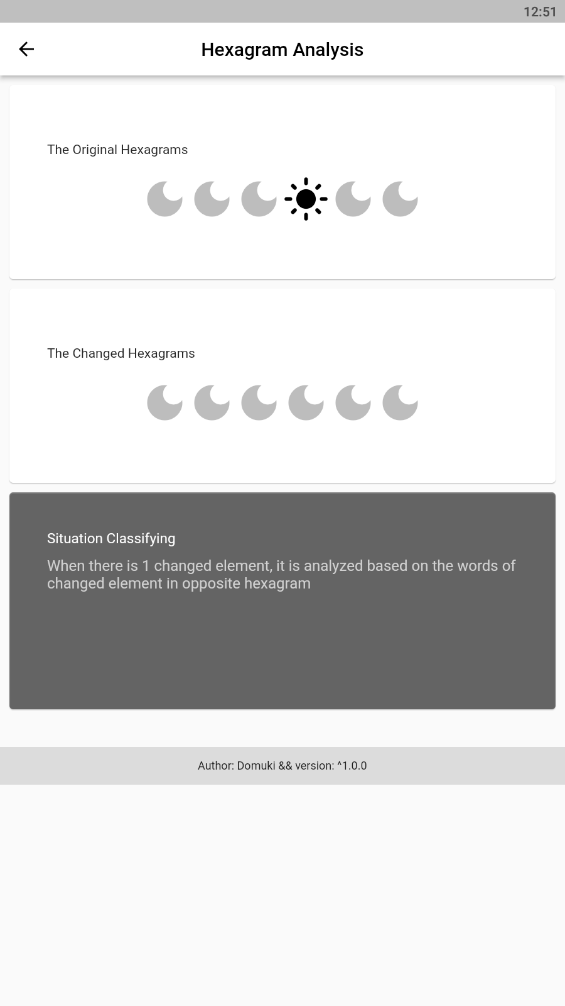 12:51
Hexagram Analysis
The Original Hexagrams
The Changed Hexagrams
Situation Classifying
When there is 1 changed element, it is analyzed based on the words of
changed element in opposite hexagram
Author: Domuki && version: ^1.0.0